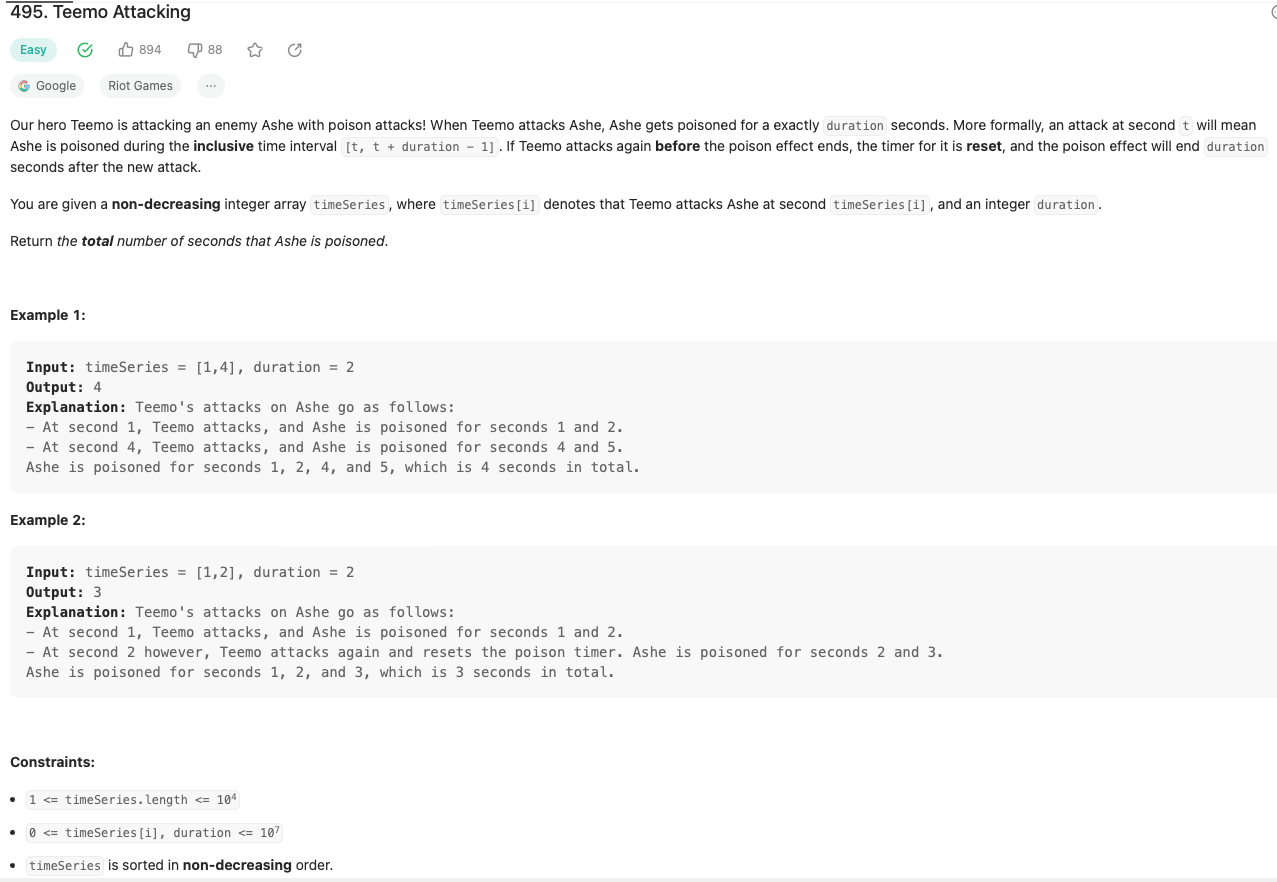 495. Teemo Attacking
Easy 894 88
Google Riot Games ...
Our hero Teemo is attacking an enemy Ashe with poison attacks! When Teemo attacks Ashe, Ashe gets poisoned for a exactly duration seconds. More formally, an attack at second t will mean
Ashe is poisoned during the inclusive time interval [t, t + duration - 1]. If Teemo attacks again before the poison effect ends, the timer for it is reset, and the poison effect will end duration
seconds after the new attack.
You are given a non-decreasing integer array timeSeries, where timeSeries[i] denotes that Teemo attacks Ashe at second timeSeries[i], and an integer duration.
Return the total number of seconds that Ashe is poisoned.
Example 1:
Input: timeSeries = [1,4], duration = 2
Output: 4
Explanation: Teemo's attacks on Ashe go as follows:
– At second 1, Teemo attacks, and Ashe is poisoned for seconds 1 and 2.
– At second 4, Teemo attacks, and Ashe is poisoned for seconds 4 and 5.
Ashe is poisoned for seconds 1, 2, 4, and 5, which is 4 seconds in total.
Example 2:
Input: timeSeries = [1,2], duration = 2
Output: 3
Explanation: Teemo's attacks on Ashe go as follows:
– At second 1, Teemo attacks, and Ashe is poisoned for seconds 1 and 2.
– At second 2 however, Teemo attacks again and resets the poison timer. Ashe is poisoned for seconds 2 and 3.
Ashe is poisoned for seconds 1, 2, and 3, which is 3 seconds in total.
Constraints:
• 1 <= timeSeries.length <= 10⁴
• 0 <= timeSeries[i], duration <= 10⁷
• timeSeries is sorted in non-decreasing order.